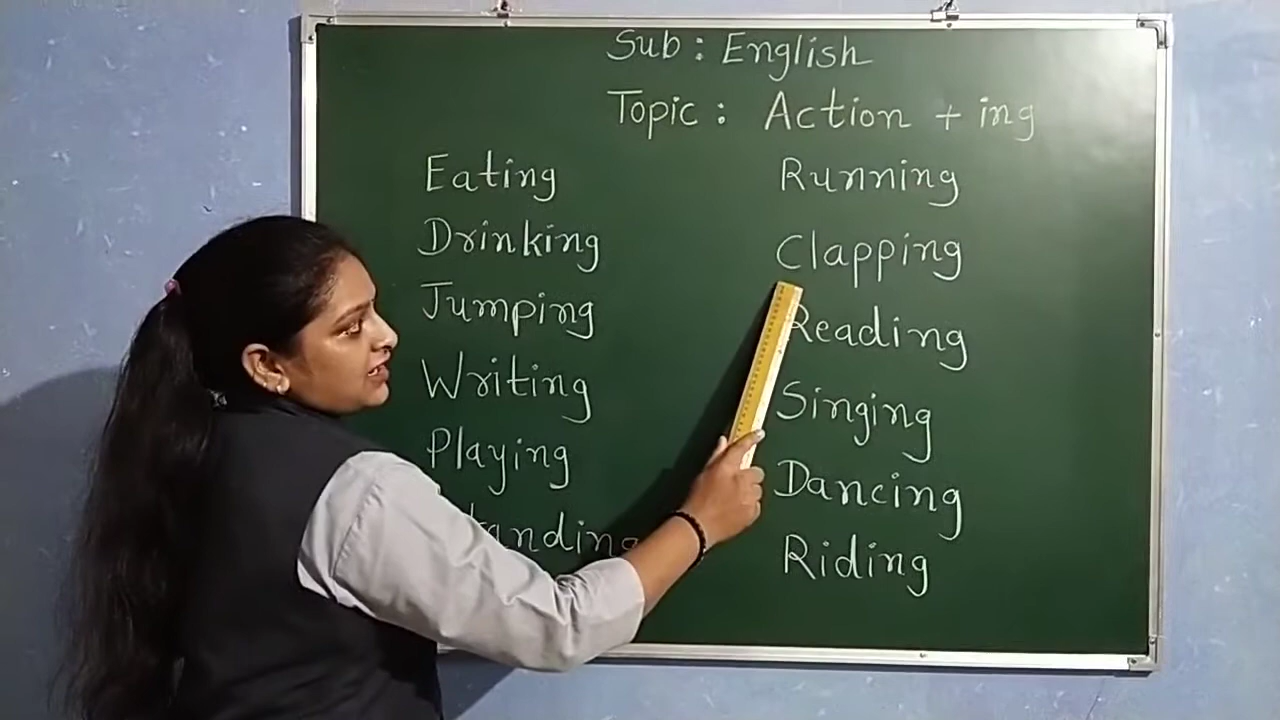 Sub : English
Topic : Action + ing
Eating
Drinking
Jumping
Writing
Playing
Running
Clapping
Reading
Singing
Dancing
Riding